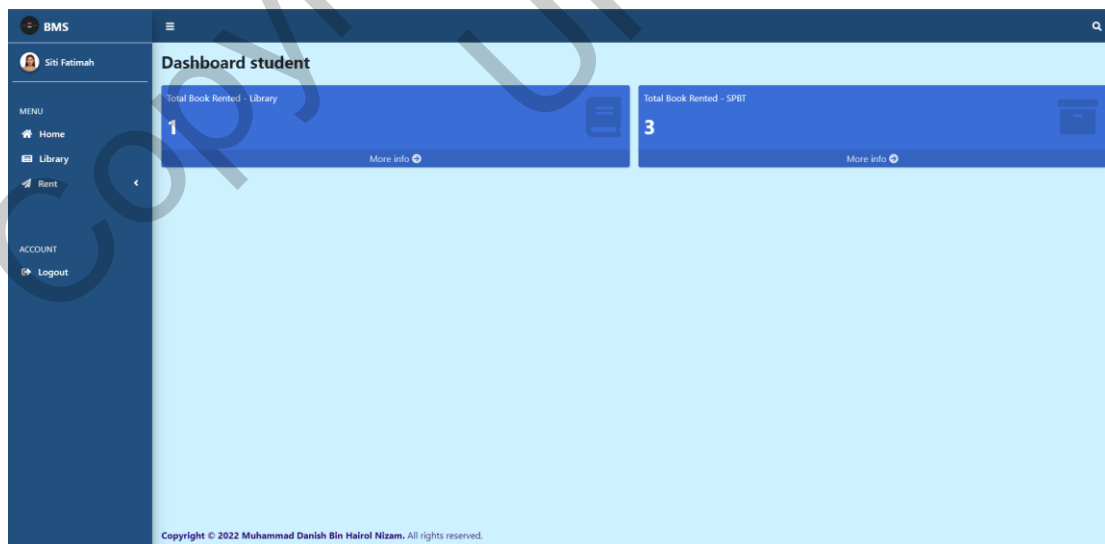 BMS
Siti Fatimah
MENU
Home
Library
Rent
ACCOUNT
Logout
Dashboard student
Total Book Rented - Library
1
More info
Total Book Rented - SPBT
3
More info
Copyright © 2022 Muhammad Danish Bin Hairol Nizam. All rights reserved.
Copy
U